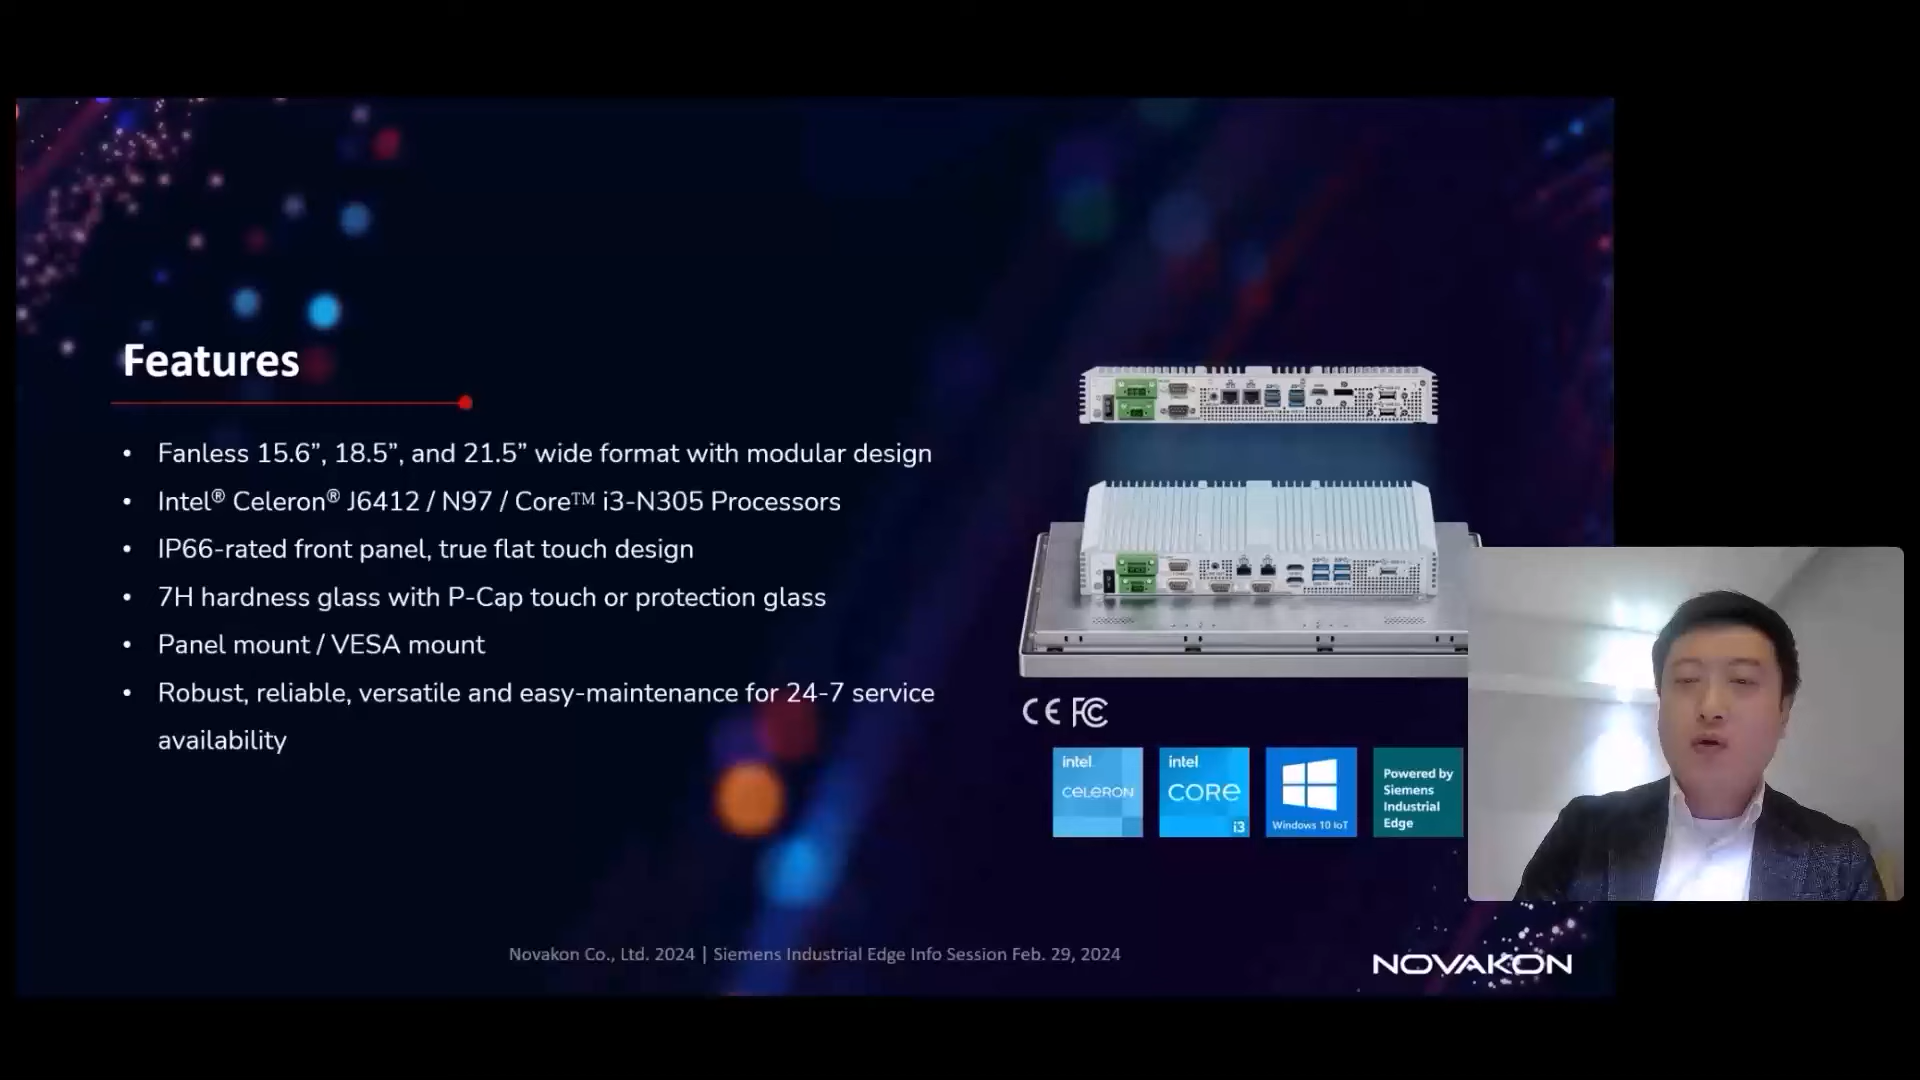 Features
• Fanless 15.6”, 18.5”, and 21.5” wide format with modular design
• Intel® Celeron® J6412 / N97 / Core™ i3-N305 Processors
• IP66-rated front panel, true flat touch design
• 7H hardness glass with P-Cap touch or protection glass
• Panel mount / VESA mount
• Robust, reliable, versatile and easy-maintenance for 24-7 service
availability
CE FC
intel
CELERON
intel
CORE
i3
Windows 10 IoT
Powered by
Siemens
Industrial
Edge
Novakon Co., Ltd. 2024 | Siemens Industrial Edge Info Session Feb. 29, 2024
NOVAKON